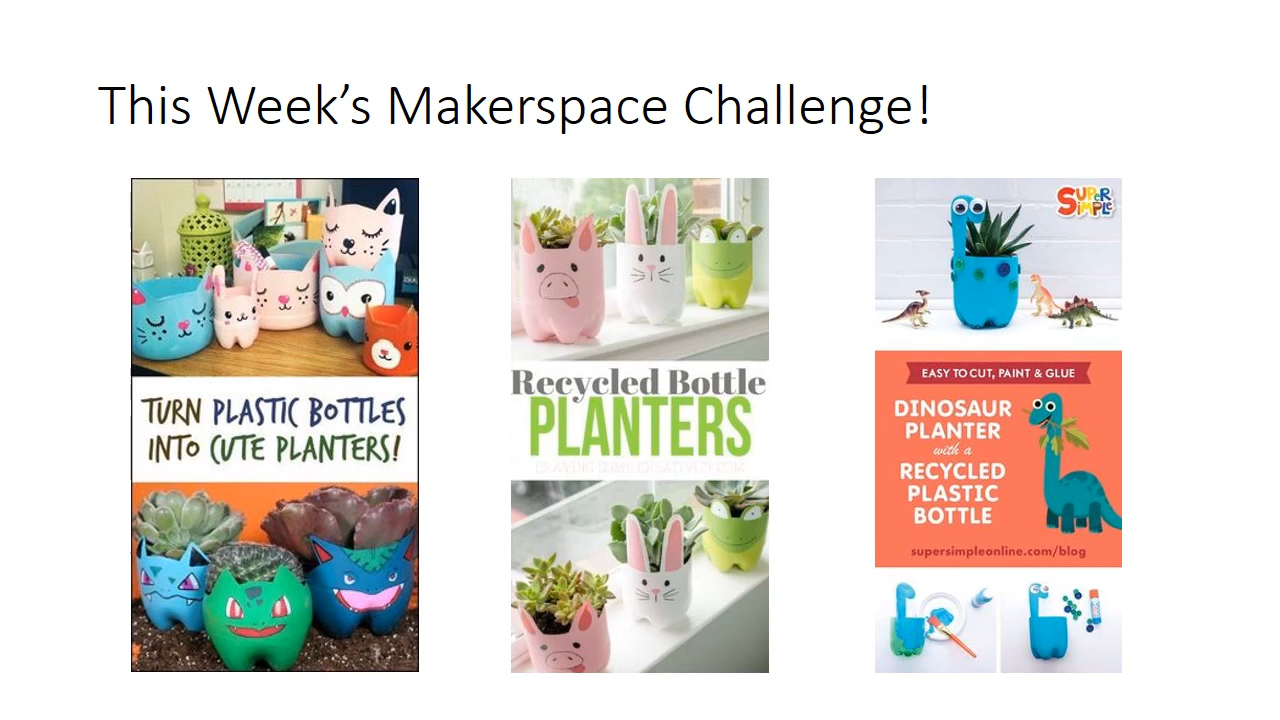 This Week’s Makerspace Challenge!
TURN PLASTIC BOTTLES
INTO CUTE PLANTERS!
Recycled Bottle
PLANTERS
SUPER
SIMPLE
EASY TO CUT, PAINT & GLUE
DINOSAUR
PLANTER
with a
RECYCLED
PLASTIC
BOTTLE
supersimpleonline.com/blog